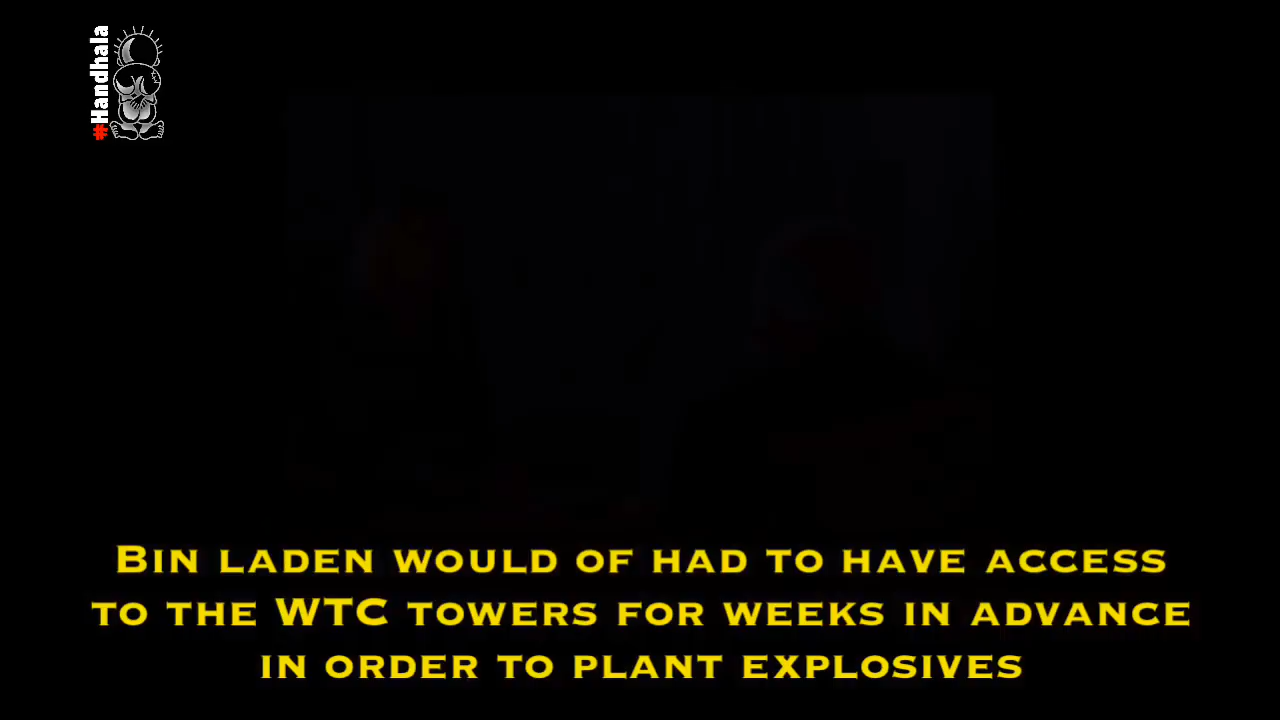 #Handhala
Bin laden would of had to have access
to the WTC towers for weeks in advance
in order to plant explosives